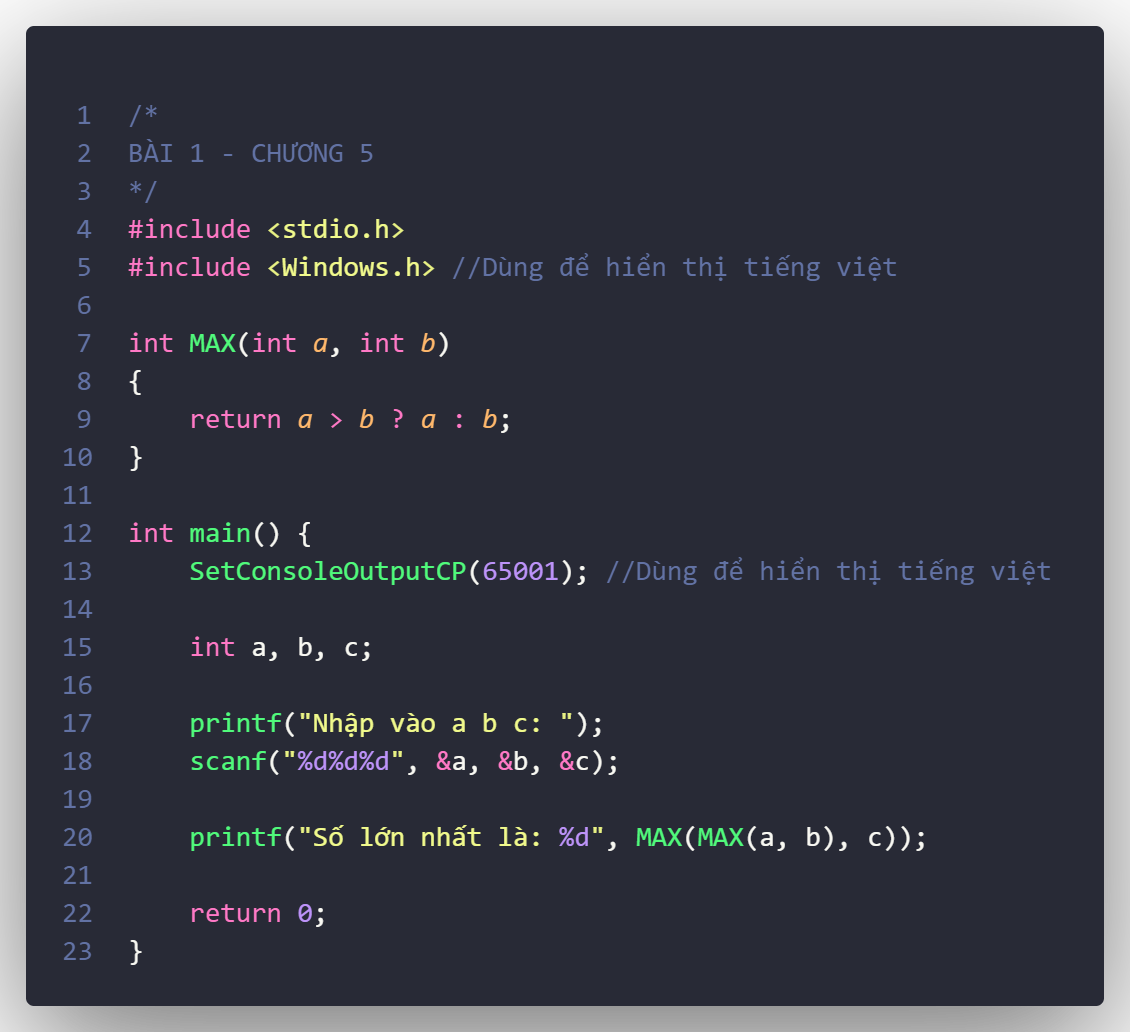 1 /*
2 BÀI 1 - CHƯƠNG 5
3 */
4 #include <stdio.h>
5 #include <Windows.h> //Dùng để hiển thị tiếng việt
6
7 int MAX(int a, int b)
8 {
9     return a > b ? a : b;
10 }
11
12 int main() {
13     SetConsoleOutputCP(65001); //Dùng để hiển thị tiếng việt
14
15     int a, b, c;
16
17     printf("Nhập vào a b c: ");
18     scanf("%d%d%d", &a, &b, &c);
19
20     printf("Số lớn nhất là: %d", MAX(MAX(a, b), c));
21
22     return 0;
23 }